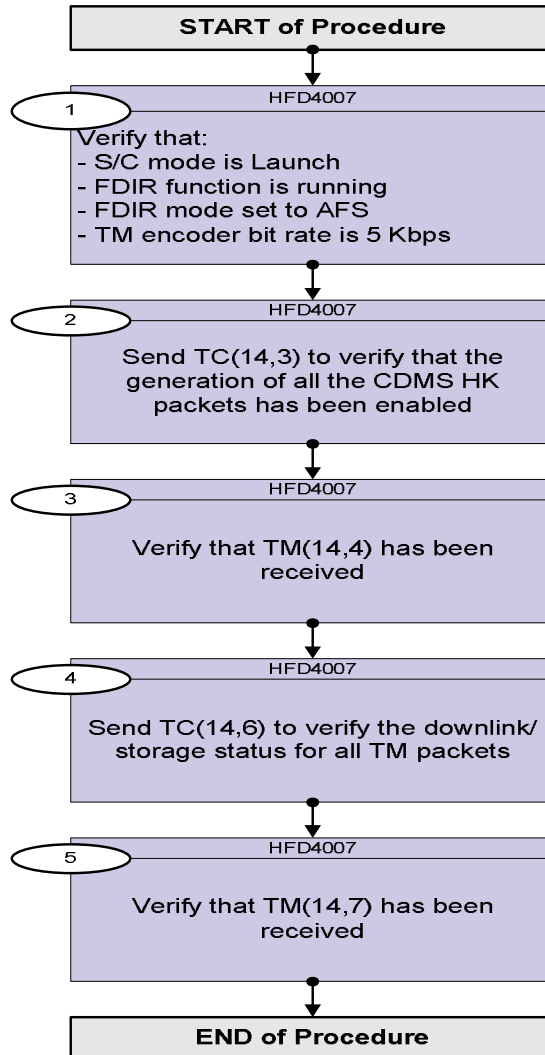 START of Procedure
HFD4007
1
Verify that:
- S/C mode is Launch
- FDIR function is running
- FDIR mode set to AFS
- TM encoder bit rate is 5 Kbps
HFD4007
2
Send TC(14,3) to verify that the
generation of all the CDMS HK
packets has been enabled
HFD4007
3
Verify that TM(14,4) has been
received
HFD4007
4
Send TC(14,6) to verify the downlink/
storage status for all TM packets
HFD4007
5
Verify that TM(14,7) has been
received
END of Procedure